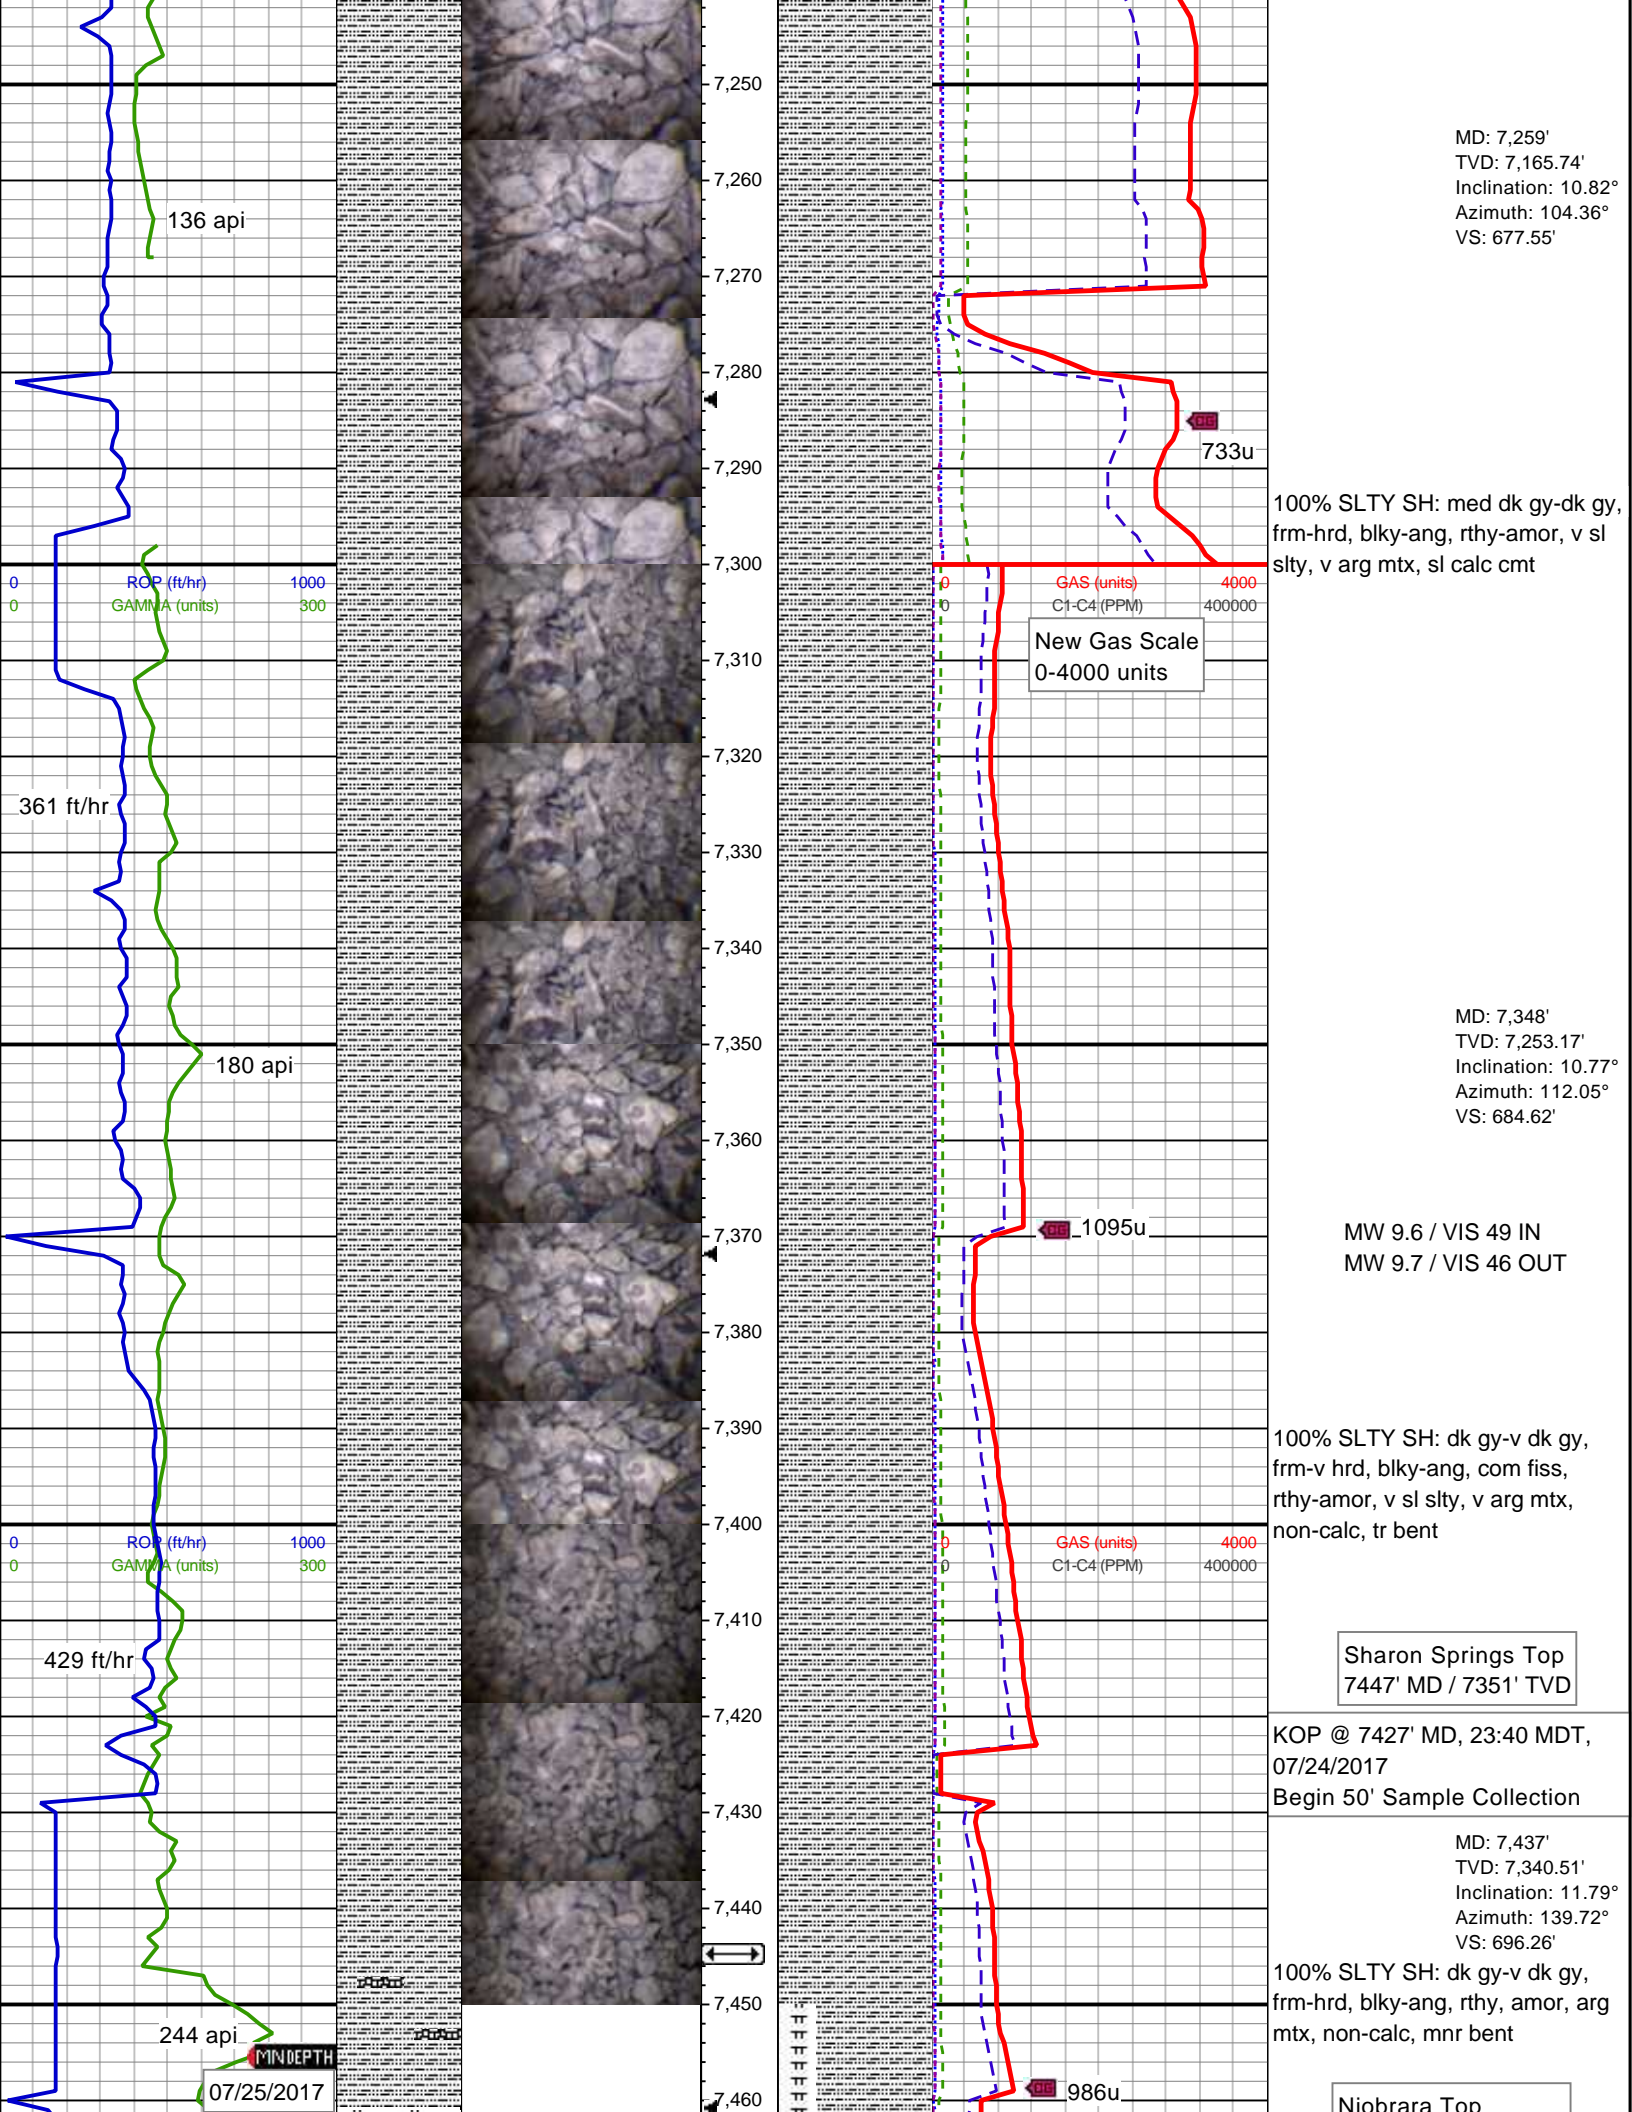 7,250
MD: 7,259'
TVD: 7,165.74'
Inclination: 10.82°
Azimuth: 104.36°
VS: 677.55'
7,260
136 api
7,270
7,280
CG
733u
7,290
100% SLTY SH: med dk gy-dk gy,
frm-hrd, blky-ang, rthy-amor, v sl
slty, v arg mtx, sl calc cmt
7,300
0 ROP (ft/hr) 1000
0 GAMMA (units) 300
0 GAS (units) 4000
0 C1-C4 (PPM) 400000
New Gas Scale
0-4000 units
7,310
7,320
361 ft/hr
7,330
7,340
MD: 7,348'
TVD: 7,253.17'
Inclination: 10.77°
Azimuth: 112.05°
VS: 684.62'
7,350
180 api
7,360
7,370
CG 1095u
MW 9.6 / VIS 49 IN
MW 9.7 / VIS 46 OUT
7,380
7,390
100% SLTY SH: dk gy-v dk gy,
frm-v hrd, blky-ang, com fiss,
rthy-amor, v sl slty, v arg mtx,
non-calc, tr bent
7,400
0 ROP (ft/hr) 1000
0 GAMMA (units) 300
0 GAS (units) 4000
0 C1-C4 (PPM) 400000
7,410
429 ft/hr
Sharon Springs Top
7447' MD / 7351' TVD
7,420
KOP @ 7427' MD, 23:40 MDT,
07/24/2017
Begin 50' Sample Collection
7,430
MD: 7,437'
TVD: 7,340.51'
Inclination: 11.79°
Azimuth: 139.72°
VS: 696.26'
7,440
100% SLTY SH: dk gy-v dk gy,
frm-hrd, blky-ang, rthy, amor, arg
mtx, non-calc, mnr bent
7,450
244 api
MNDEPTH
07/25/2017
7,460
CG 986u
Niobrara Top